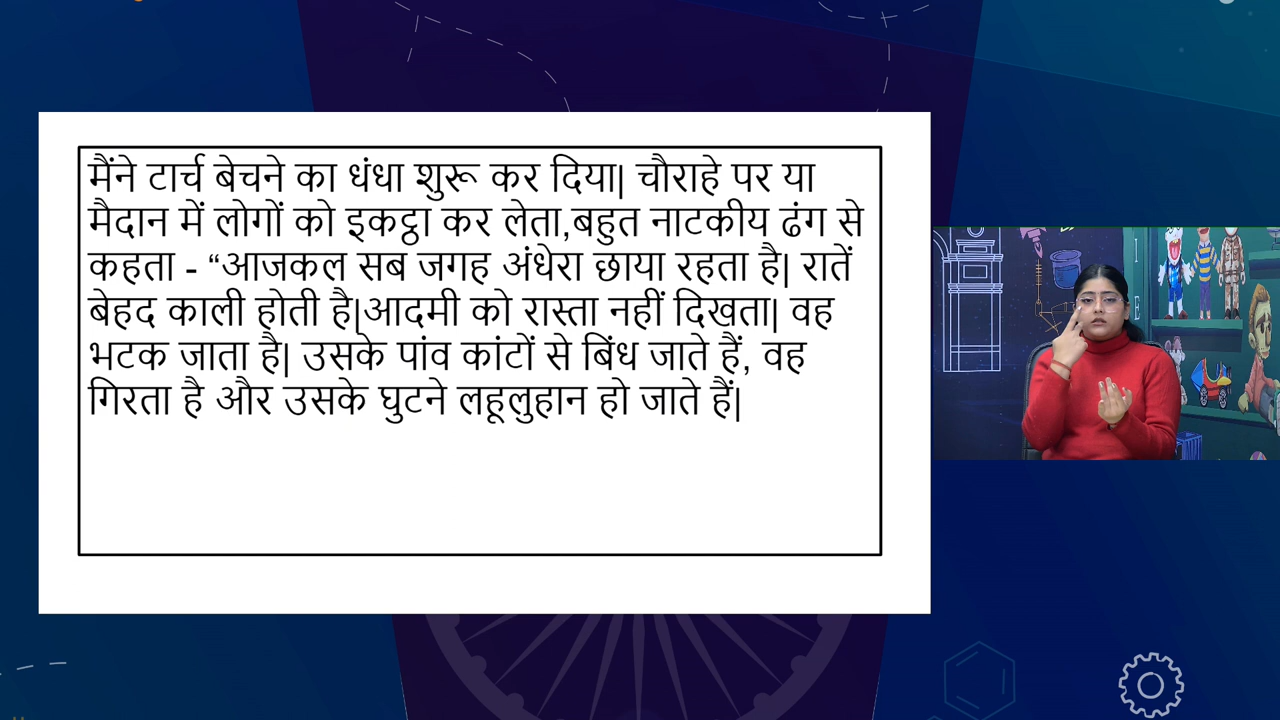 मैंने टार्च बेचने का धंधा शुरू कर दिया| चौराहे पर या
मैदान में लोगों को इकट्ठा कर लेता,बहुत नाटकीय ढंग से
कहता - “आजकल सब जगह अंधेरा छाया रहता है| रातें
बेहद काली होती है|आदमी को रास्ता नहीं दिखता| वह
भटक जाता है| उसके पांव कांटों से बिंध जाते हैं, वह
गिरता है और उसके घुटने लहूलुहान हो जाते हैं|